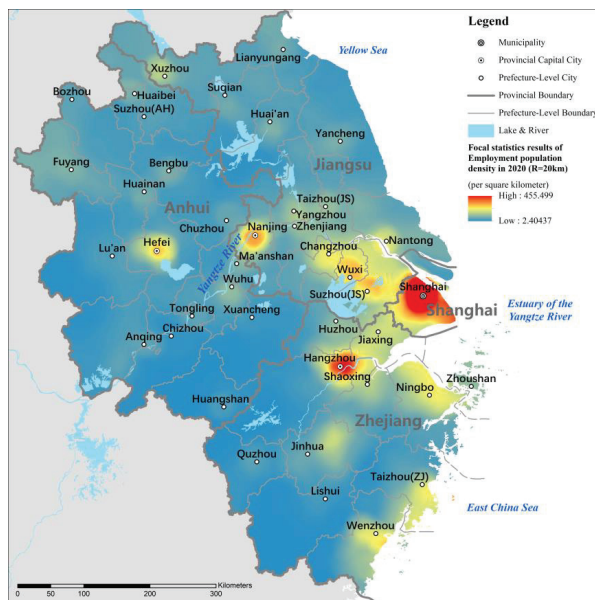 Legend
Municipality
Provincial Capital City
Prefecture-Level City
Provincial Boundary
Prefecture-Level Boundary
Lake & River
Focal statistics results of
Employment population
density in 2020 (R=20km)
(per square kilometer)
High : 455.499
Low : 2.40437
Yellow Sea
Lianyungang
Xuzhou
Bozhou
Huaibei
Suqian
Suzhou(AH)
Huai'an
Yancheng
Fuyang
Bengbu
Jiangsu
Huainan
Anhui
Taizhou(JS)
Yangzhou
Chuzhou
Nanjing
Zhenjiang
Nantong
Hefei
Changzhou
Lu'an
Yangtze River
Ma'anshan
Wuxi
Wuhu
Suzhou(JS)
Shanghai
Shanghai
Estuary of the
Yangtze River
Tongling
Xuancheng
Chizhou
Huzhou
Jiaxing
Anqing
Hangzhou
Shaoxing
Ningbo
Zhoushan
Huangshan
Zhejiang
Quzhou
Jinhua
Taizhou(ZJ)
Lishui
East China Sea
Wenzhou
Kilometers
0 50 100 200 300